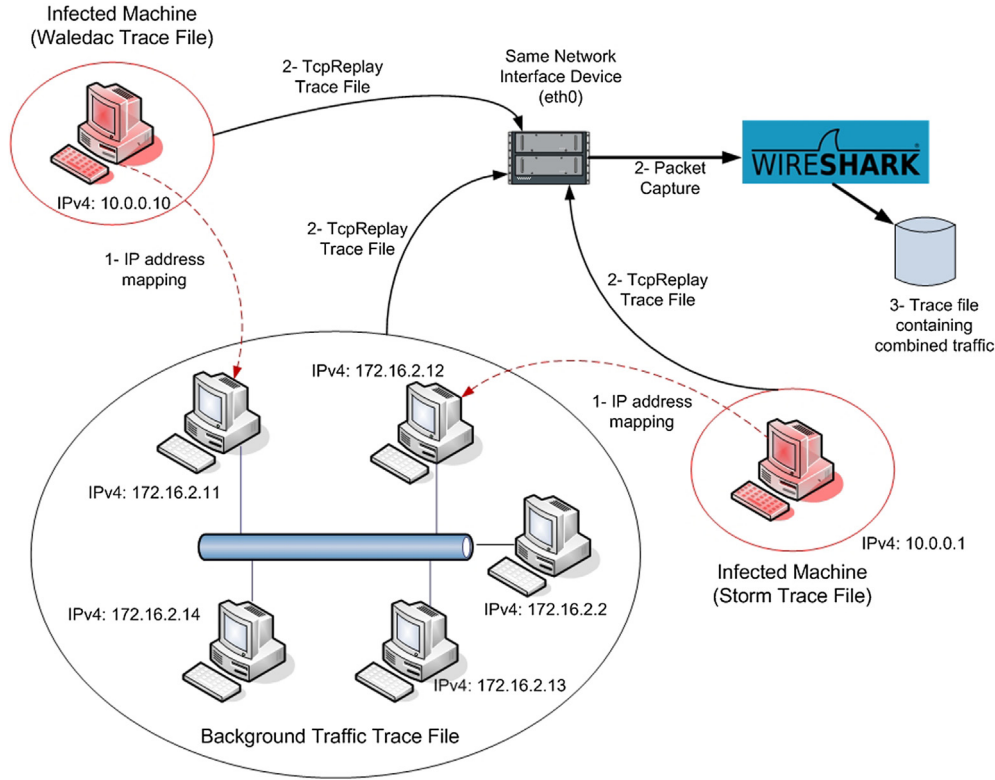 Infected Machine
(Waledac Trace File)
IPv4: 10.0.0.10
2- TcpReplay
Trace File
Same Network
Interface Device
(eth0)
2- Packet
Capture
WIRESHARK
®
3- Trace file
containing
combined traffic
1- IP address
mapping
2- TcpReplay
Trace File
2- TcpReplay
Trace File
1- IP address
mapping
IPv4: 172.16.2.12
IPv4: 172.16.2.11
IPv4: 172.16.2.2
IPv4: 172.16.2.14
IPv4: 172.16.2.13
Background Traffic Trace File
IPv4: 10.0.0.1
Infected Machine
(Storm Trace File)